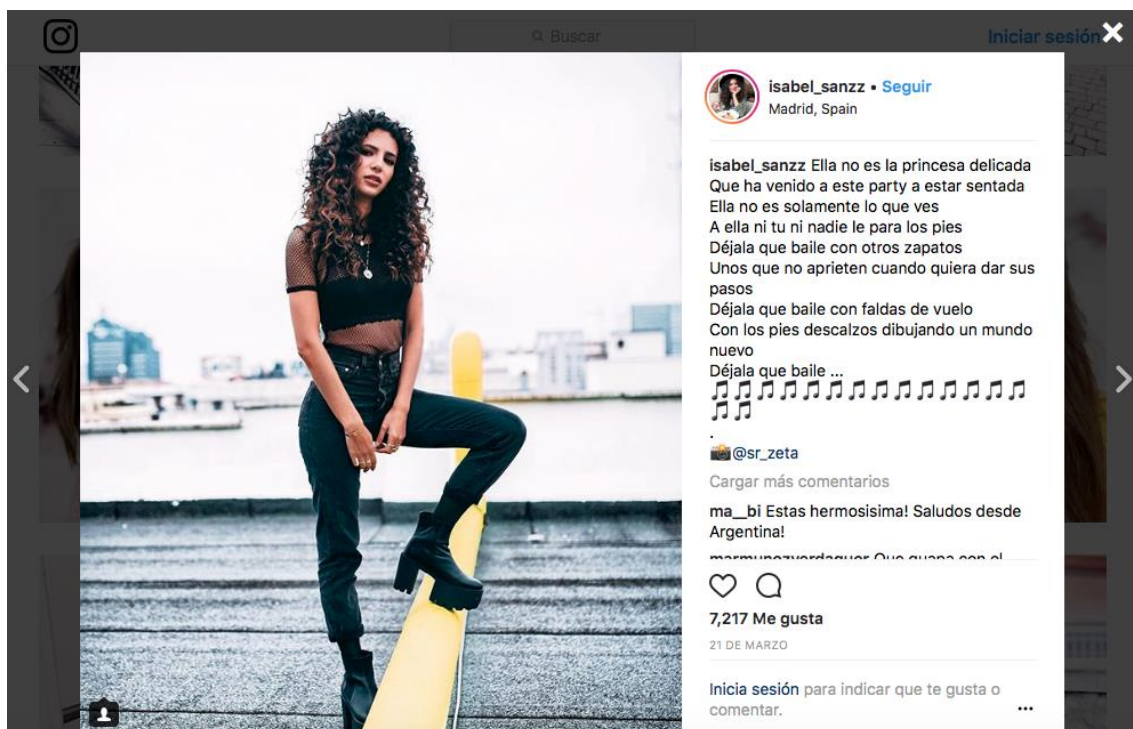 Buscar
Iniciar sesión
isabel_sanzz • Seguir
Madrid, Spain
isabel_sanzz Ella no es la princesa delicada
Que ha venido a este party a estar sentada
Ella no es solamente lo que ves
A ella ni tu ni nadie le para los pies
Déjala que baile con otros zapatos
Unos que no aprieten cuando quiera dar sus
pasos
Déjala que baile con faldas de vuelo
Con los pies descalzos dibujando un mundo
nuevo
Déjala que baile ...
.
@sr_zeta
Cargar más comentarios
ma__bi Estas hermosisima! Saludos desde
Argentina!
marmunozverdaguer Que guapa con el
7,217 Me gusta
21 DE MARZO
Inicia sesión para indicar que te gusta o
comentar.